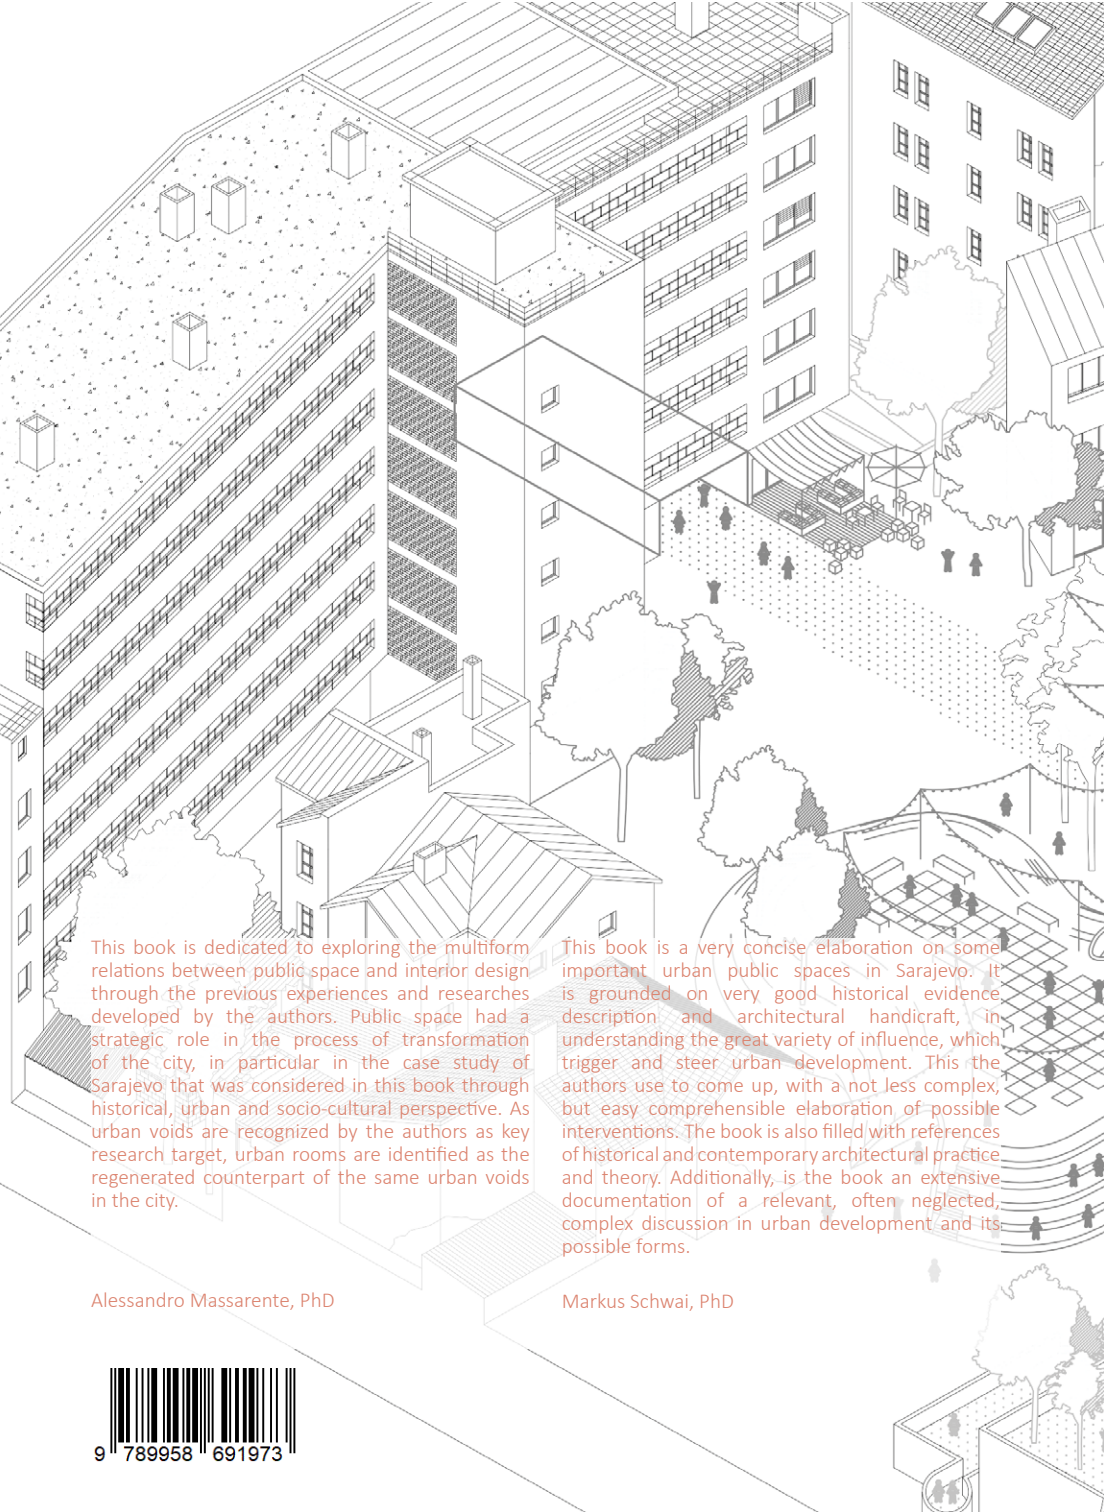 This book is dedicated to exploring the multiform
relations between public space and interior design
through the previous experiences and researches
developed by the authors. Public space had a
strategic role in the process of transformation
of the city, in particular in the case study of
Sarajevo that was considered in this book through
historical, urban and socio-cultural perspective. As
urban voids are recognized by the authors as key
research target, urban rooms are identified as the
regenerated counterpart of the same urban voids
in the city.
Alessandro Massarente, PhD
This book is a very concise elaboration on some
important urban public spaces in Sarajevo. It
is grounded on very good historical evidence
description and architectural handicraft, in
understanding the great variety of influence, which
trigger and steer urban development. This the
authors use to come up, with a not less complex,
but easy comprehensible elaboration of possible
interventions. The book is also filled with references
of historical and contemporary architectural practice
and theory. Additionally, is the book an extensive
documentation of a relevant, often neglected,
complex discussion in urban development and its
possible forms.
Markus Schwai, PhD
9 789958 691973